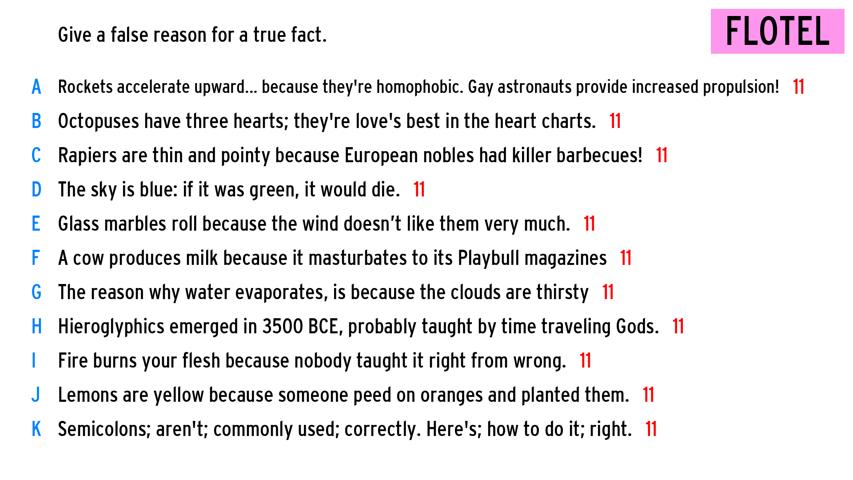 Give a false reason for a true fact.
FLOTEL
A Rockets accelerate upward... because they're homophobic. Gay astronauts provide increased propulsion! 11
B Octopuses have three hearts; they're love's best in the heart charts. 11
C Rapiers are thin and pointy because European nobles had killer barbecues! 11
D The sky is blue: if it was green, it would die. 11
E Glass marbles roll because the wind doesn’t like them very much. 11
F A cow produces milk because it masturbates to its Playbull magazines 11
G The reason why water evaporates, is because the clouds are thirsty 11
H Hieroglyphics emerged in 3500 BCE, probably taught by time traveling Gods. 11
I Fire burns your flesh because nobody taught it right from wrong. 11
J Lemons are yellow because someone peed on oranges and planted them. 11
K Semicolons; aren't; commonly used; correctly. Here's; how to do it; right. 11